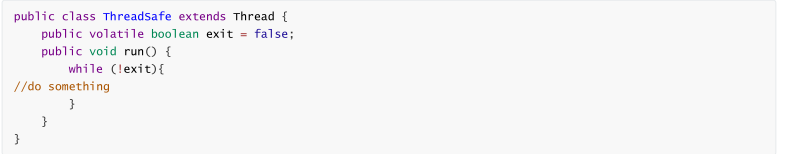 public class ThreadSafe extends Thread {
    public volatile boolean exit = false;
    public void run() {
        while (!exit){
//do something
        }
    }
}